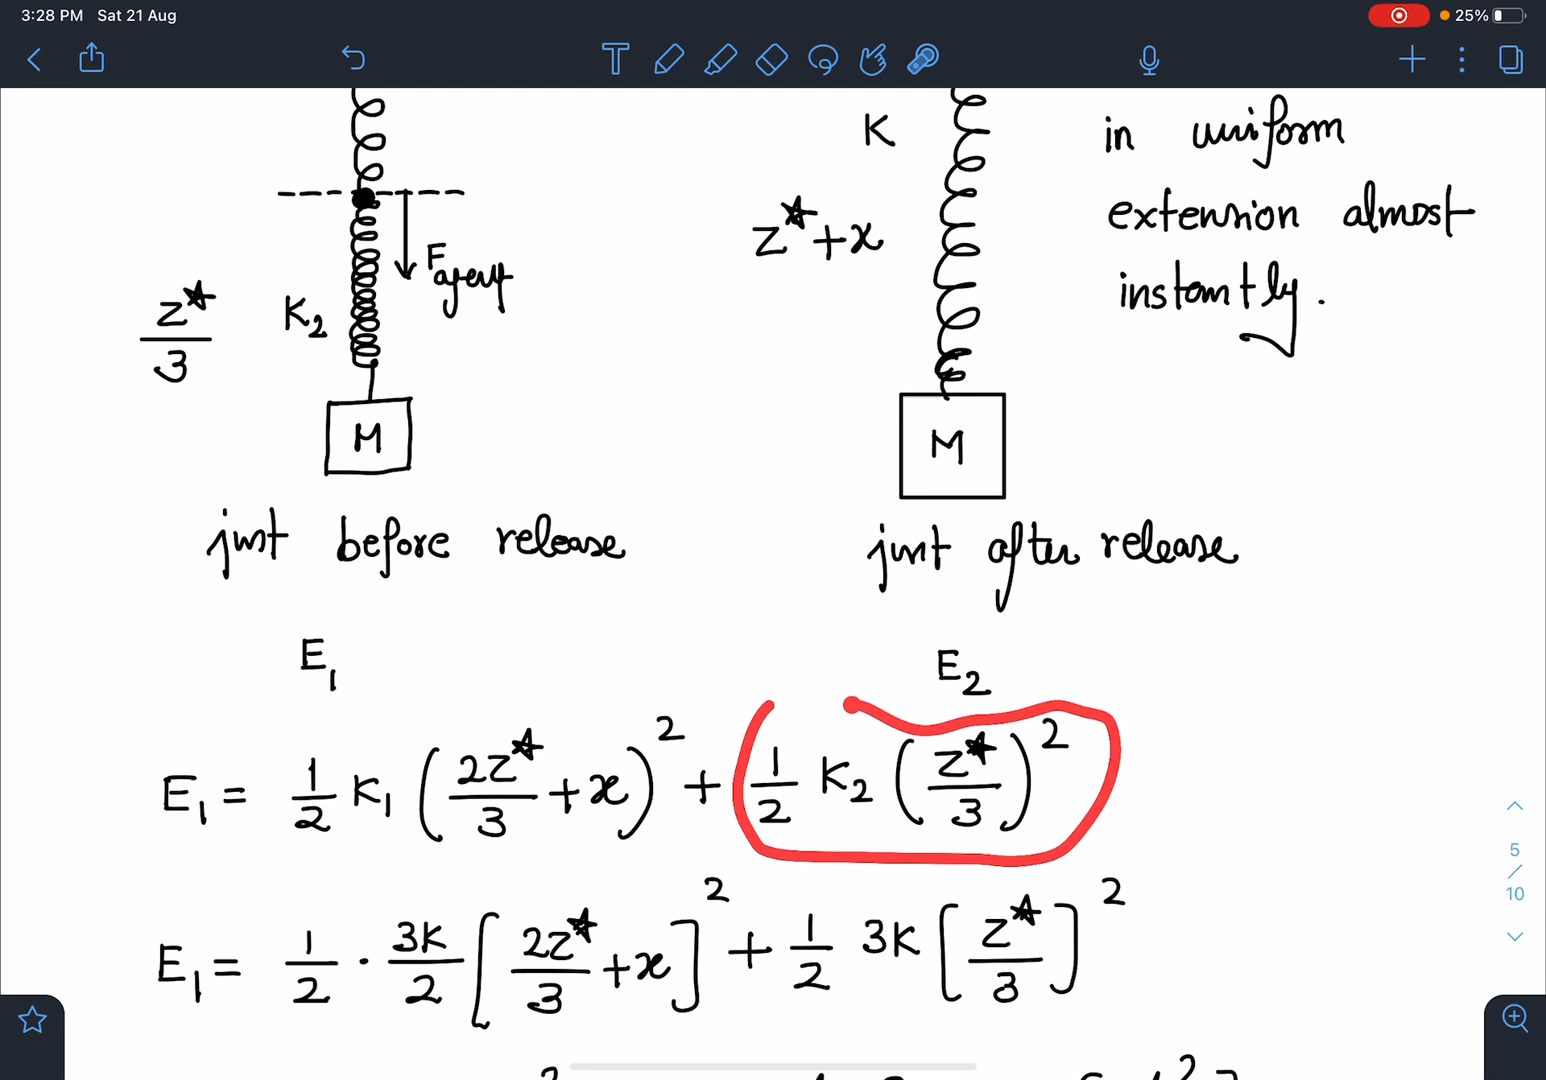 3:28 PM Sat 21 Aug
25%
K
in uniform
z*+x
extension almost
instantly.
F agent
z*/3
K₂
M
M
just before release
just after release
E₁
E₂
E₁ = 1/2 K₁ (2z*/3 + x)² + 1/2 K₂ (z*/3)²
E₁ = 1/2 · 3K/2 [2z*/3 + x]² + 1/2 3K [z*/3]²
5
/
10